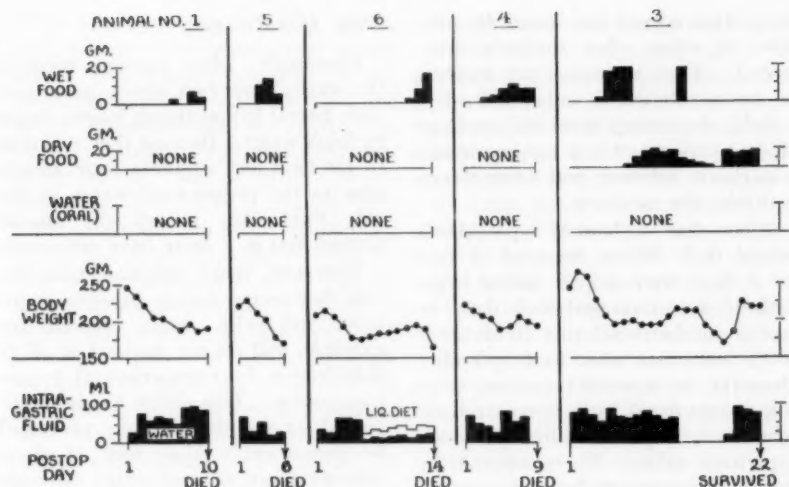 ANIMAL NO. 1 5 6 4 3
GM.
WET FOOD 20
0
GM.
DRY FOOD 20
0 NONE NONE NONE NONE
WATER (ORAL) NONE NONE NONE NONE NONE
GM.
BODY WEIGHT 250
200
150
Ml
INTRA-GASTRIC FLUID 100
0 WATER LIQ. DIET
POSTOP DAY 1 10 1 6 1 14 1 9 1 22
DIED DIED DIED DIED SURVIVED